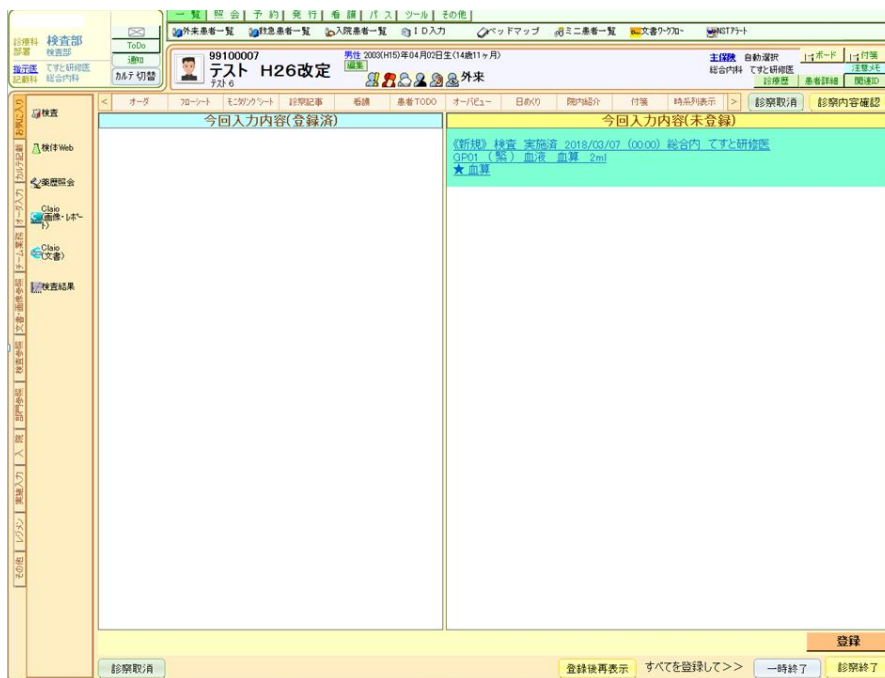 一覧 照会 予約 発行 看護 パス ツール その他
外来患者一覧 救急患者一覧 入院患者一覧 ID入力 ベッドマップ ミニ患者一覧 文書ワークフロー
診療科 検査部
部署 検査部
指示医 てすと研修医
記載科 総合内科
ToDo
通知
カルテ切替
99100007
テスト H26改定
テスト 6
男性 2003(H15)年04月02日生(14歳11ヶ月)
編集
外来
主保険 自動選択
総合内科 てすと研修医
ボード 付箋
注意メモ
診療歴 患者詳細 関連ID
< オーダ フローシート モニタリングシート 診察記事 看護 患者TODO オーバビュー 日めくり 院内紹介 付箋 時系列表示 > 診察取消 診察内容確認
お気に入り
カルテ記載
オーダ入力
チーム業務
文書・画像参照
検査参照
部門参照
入院
実施入力
レジメン
その他
検査
検体Web
薬歴照会
Claio
(画像・レポート)
Claio
(文書)
検査結果
今回入力内容(登録済)
今回入力内容(未登録)
《新規》 検査 実施済 2018/03/07 (00:00) 総合内 てすと研修医
GP01 (緊) 血液 血算 2ml
★血算
登録
診察取消
登録後再表示 すべてを登録して>> 一時終了 診察終了